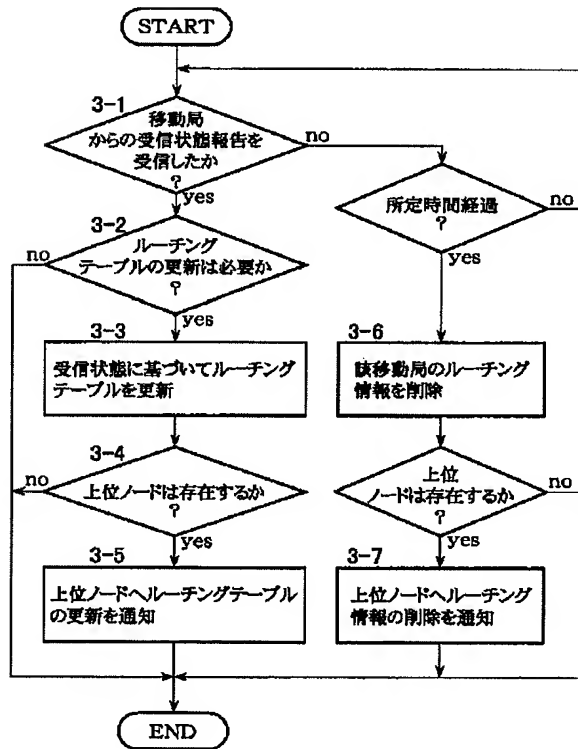 START
3-1
移動局
からの受信状態報告を
受信したか
?
no
yes
3-2
ルーチング
テーブルの更新は必要か
?
no
yes
3-3
受信状態に基づいてルーチング
テーブルを更新
3-4
上位ノードは存在するか
?
no
yes
3-5
上位ノードへルーチングテーブル
の更新を通知
所定時間経過
?
no
yes
3-6
該移動局のルーチング
情報を削除
上位
ノードは存在するか
?
no
yes
3-7
上位ノードへルーチング
情報の削除を通知
END